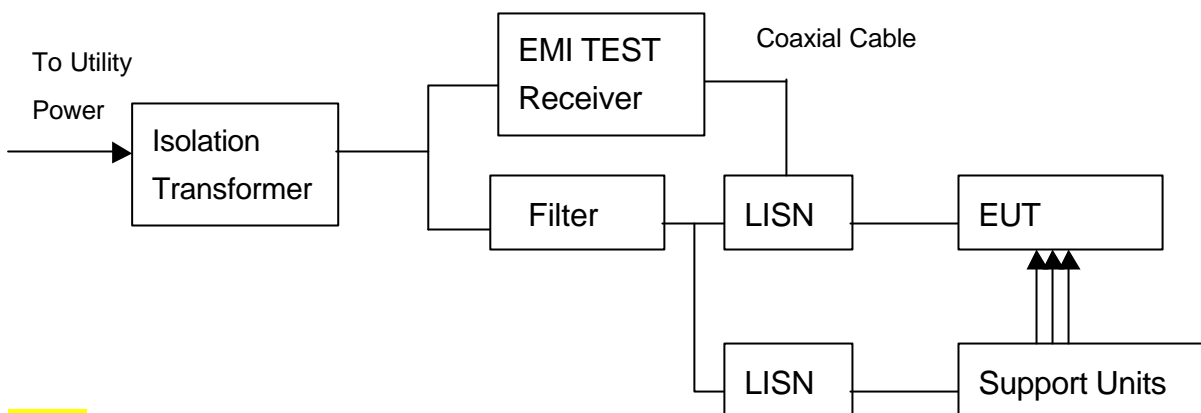 To Utility
Power
Isolation
Transformer
EMI TEST
Receiver
Coaxial Cable
Filter
LISN
EUT
LISN
Support Units